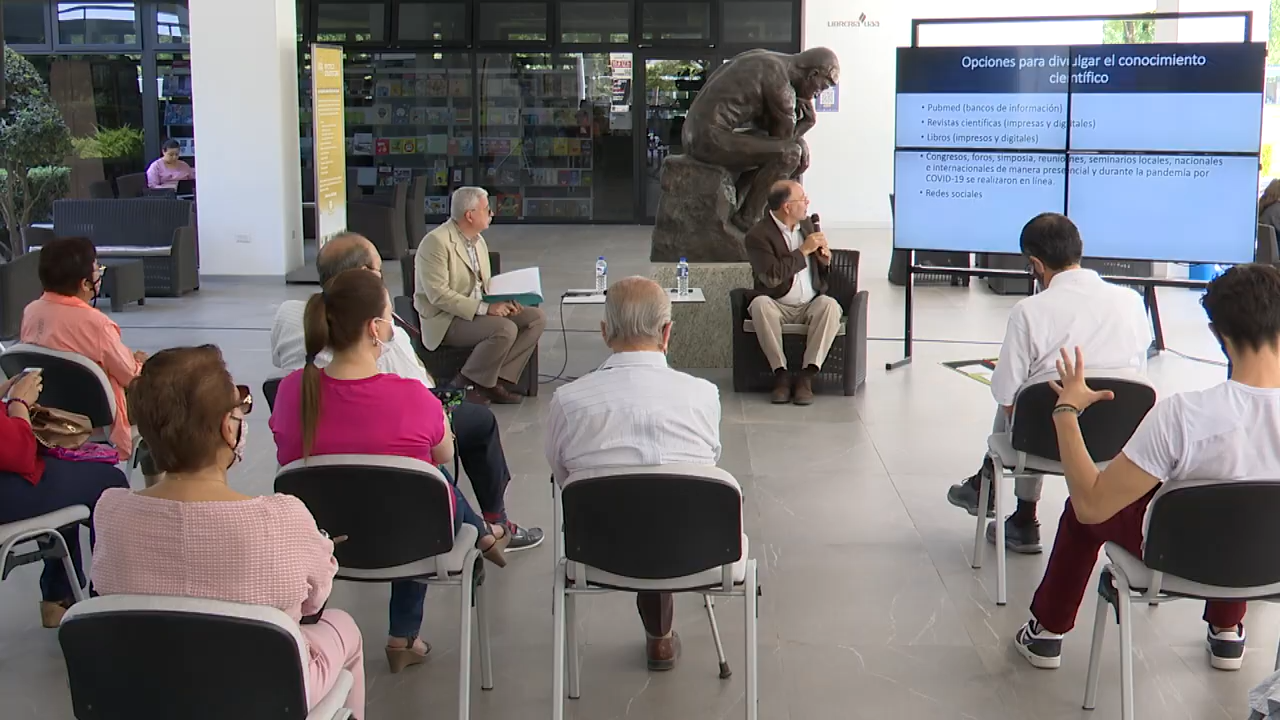 LIBRERÍA UAA
Opciones para divulgar el conocimiento
científico
• Pubmed (bancos de información)
• Revistas científicas (impresas y digitales)
• Libros (impresos y digitales)
• Congresos, foros, simposia, reuniones, seminarios locales, nacionales
e internacionales de manera presencial y durante la pandemia por
COVID-19 se realizaron en línea.
• Redes sociales